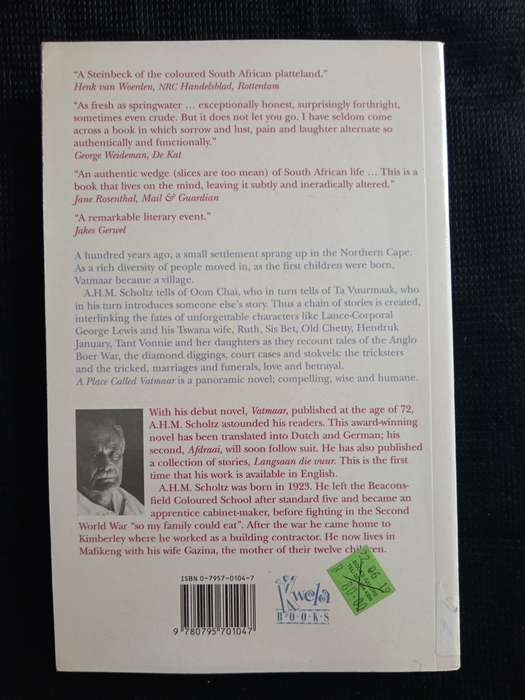 “A Steinbeck of the coloured South African platteland.”
Henk van Woerden, NRC Handelsblad, Rotterdam
“As fresh as springwater … exceptionally honest, surprisingly forthright,
sometimes even crude. But it does not let you go. I have seldom come
across a book in which sorrow and lust, pain and laughter alternate so
authentically and functionally.”
George Weideman, De Kat
“An authentic wedge (slices are too mean) of South African life … This is a
book that lives on the mind, leaving it subtly and ineradically altered.”
Jane Rosenthal, Mail & Guardian
“A remarkable literary event.”
Jakes Gerwel
A hundred years ago, a small settlement sprang up in the Northern Cape.
As a rich diversity of people moved in, as the first children were born,
Vatmaar became a village.
A.H.M. Scholtz tells of Oom Chai, who in turn tells of Ta Vuurmaak, who
in his turn introduces someone else’s story. Thus a chain of stories is created,
interlinking the fates of unforgettable characters like Lance-Corporal
George Lewis and his Tswana wife, Ruth, Sis Bet, Old Chetty, Hendruk
January, Tant Vonnie and her daughters as they recount tales of the Anglo
Boer War, the diamond diggings, court cases and stokvels: the tricksters
and the tricked, marriages and funerals, love and betrayal.
A Place Called Vatmaar is a panoramic novel; compelling, wise and humane.
With his debut novel, Vatmaar, published at the age of 72,
A.H.M. Scholtz astounded his readers. This award-winning
novel has been translated into Dutch and German; his
second, Afdraai, will soon follow suit. He has also published
a collection of stories, Langsaan die vuur. This is the first
time that his work is available in English.
A.H.M. Scholtz was born in 1923. He left the Beacons-
field Coloured School after standard five and became an
apprentice cabinet-maker, before fighting in the Second
World War “so my family could eat”. After the war he came home to
Kimberley where he worked as a building contractor. He now lives in
Mafikeng with his wife Gazina, the mother of their twelve children.
ISBN 0-7957-0104-7
9 780795 701047
Kwela
BOOKS